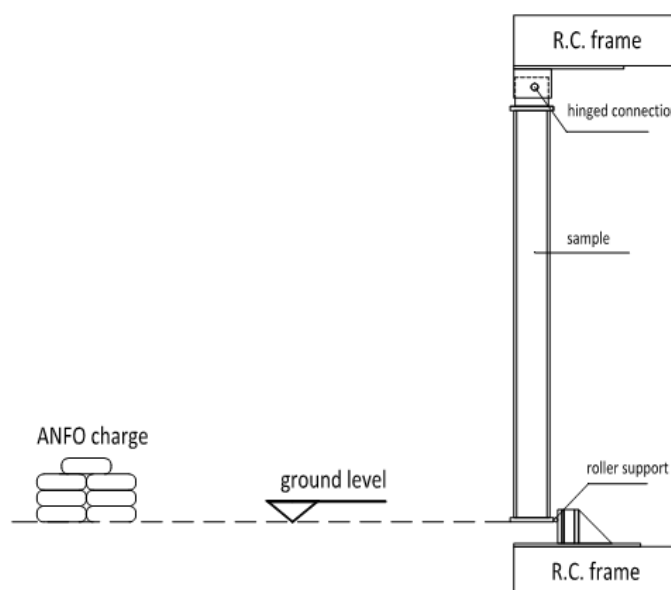 R.C. frame
hinged connection
sample
ANFO charge
ground level
roller support
R.C. frame